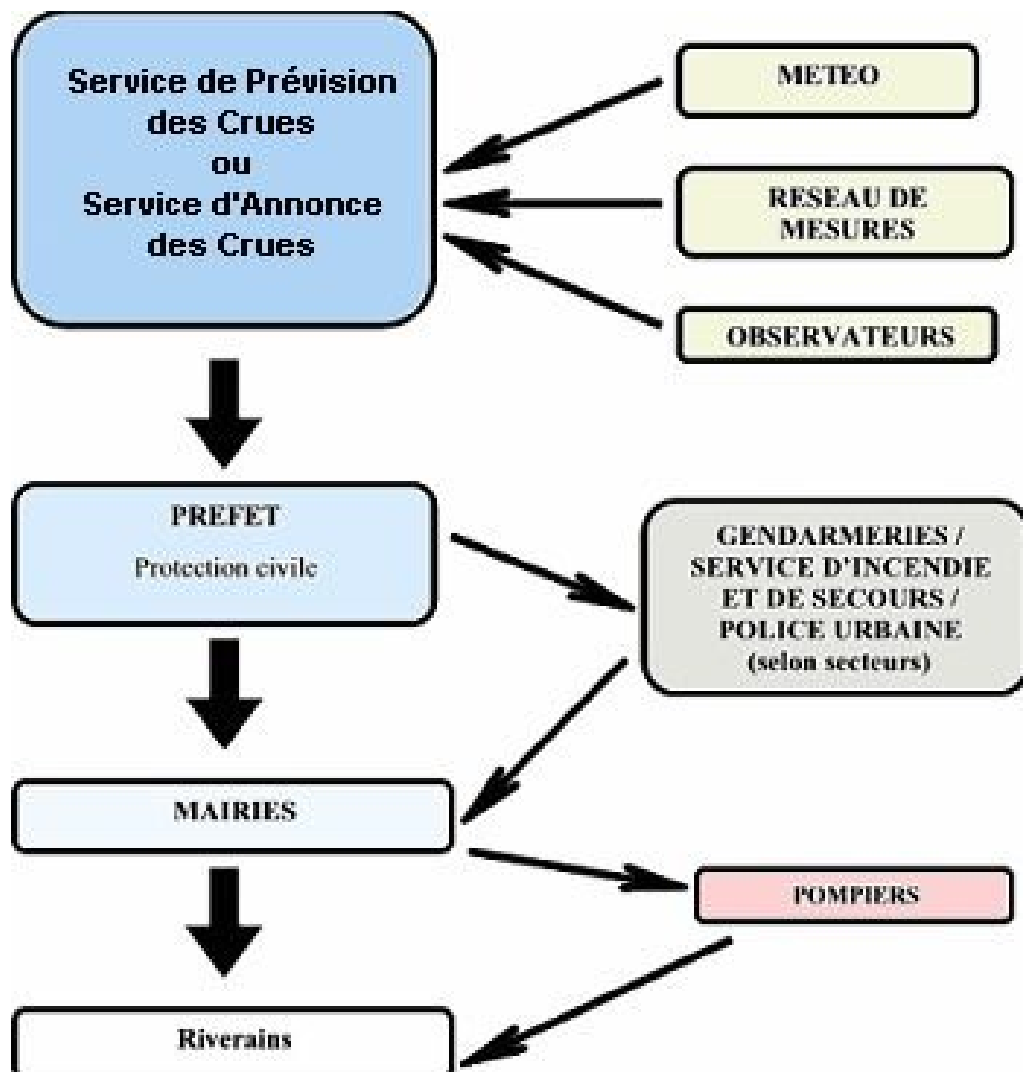 Service de Prévision
des Crues
ou
Service d'Annonce
des Crues
METEO
RESEAU DE
MESURES
OBSERVATEURS
PREFET
Protection civile
GENDARMERIES /
SERVICE D'INCENDIE
ET DE SECOURS /
POLICE URBAINE
(selon secteurs)
MAIRIES
POMPIERS
Riverains